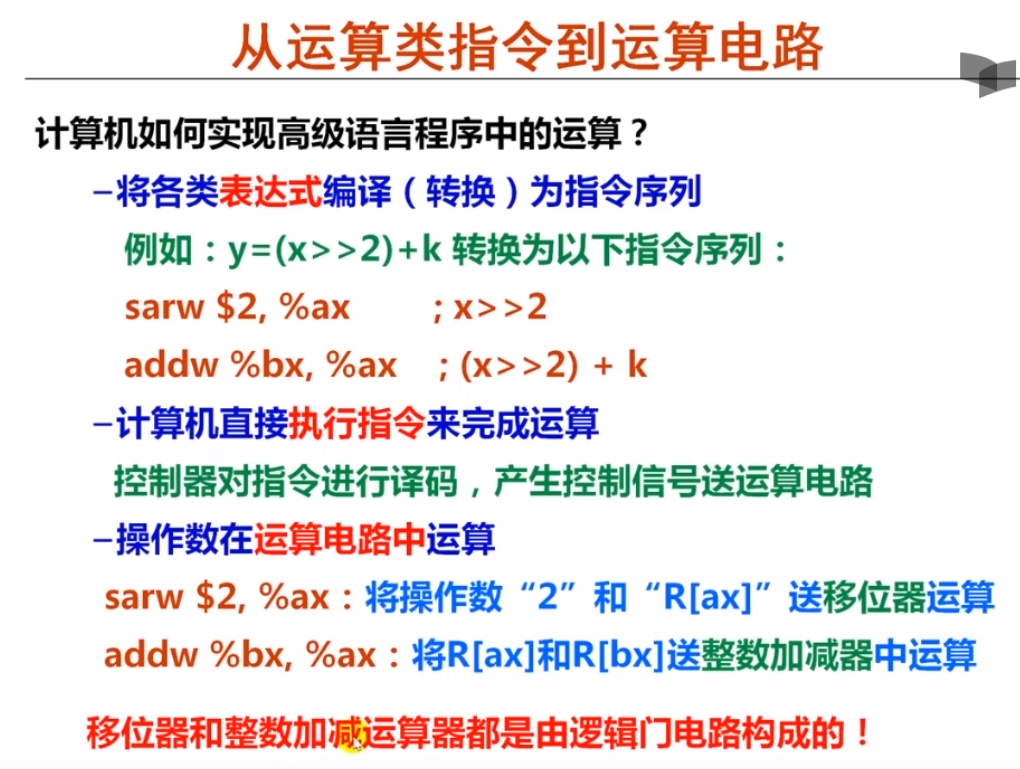 从运算类指令到运算电路
计算机如何实现高级语言程序中的运算？
–将各类表达式编译（转换）为指令序列
例如：y=(x>>2)+k 转换为以下指令序列：
sarw $2, %ax ; x>>2
addw %bx, %ax ; (x>>2) + k
–计算机直接执行指令来完成运算
控制器对指令进行译码，产生控制信号送运算电路
–操作数在运算电路中运算
sarw $2, %ax：将操作数“2”和“R[ax]”送移位器运算
addw %bx, %ax：将R[ax]和R[bx]送整数加减器中运算
移位器和整数加减运算器都是由逻辑门电路构成的！